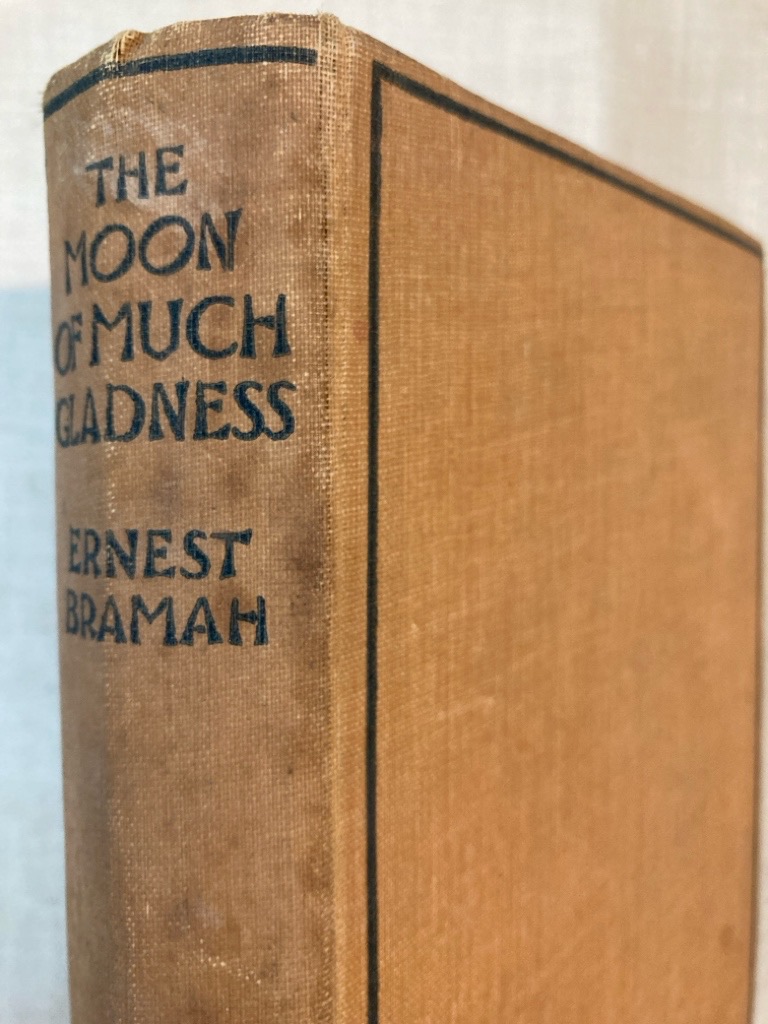 THE
MOON
OF MUCH
GLADNESS
ERNEST
BRAMAH